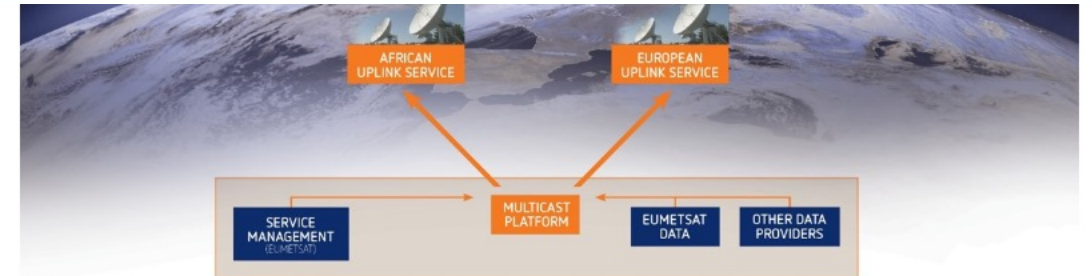 AFRICAN
UPLINK SERVICE
EUROPEAN
UPLINK SERVICE
MULTICAST
PLATFORM
SERVICE
MANAGEMENT
(EUMETSAT)
EUMETSAT
DATA
OTHER DATA
PROVIDERS